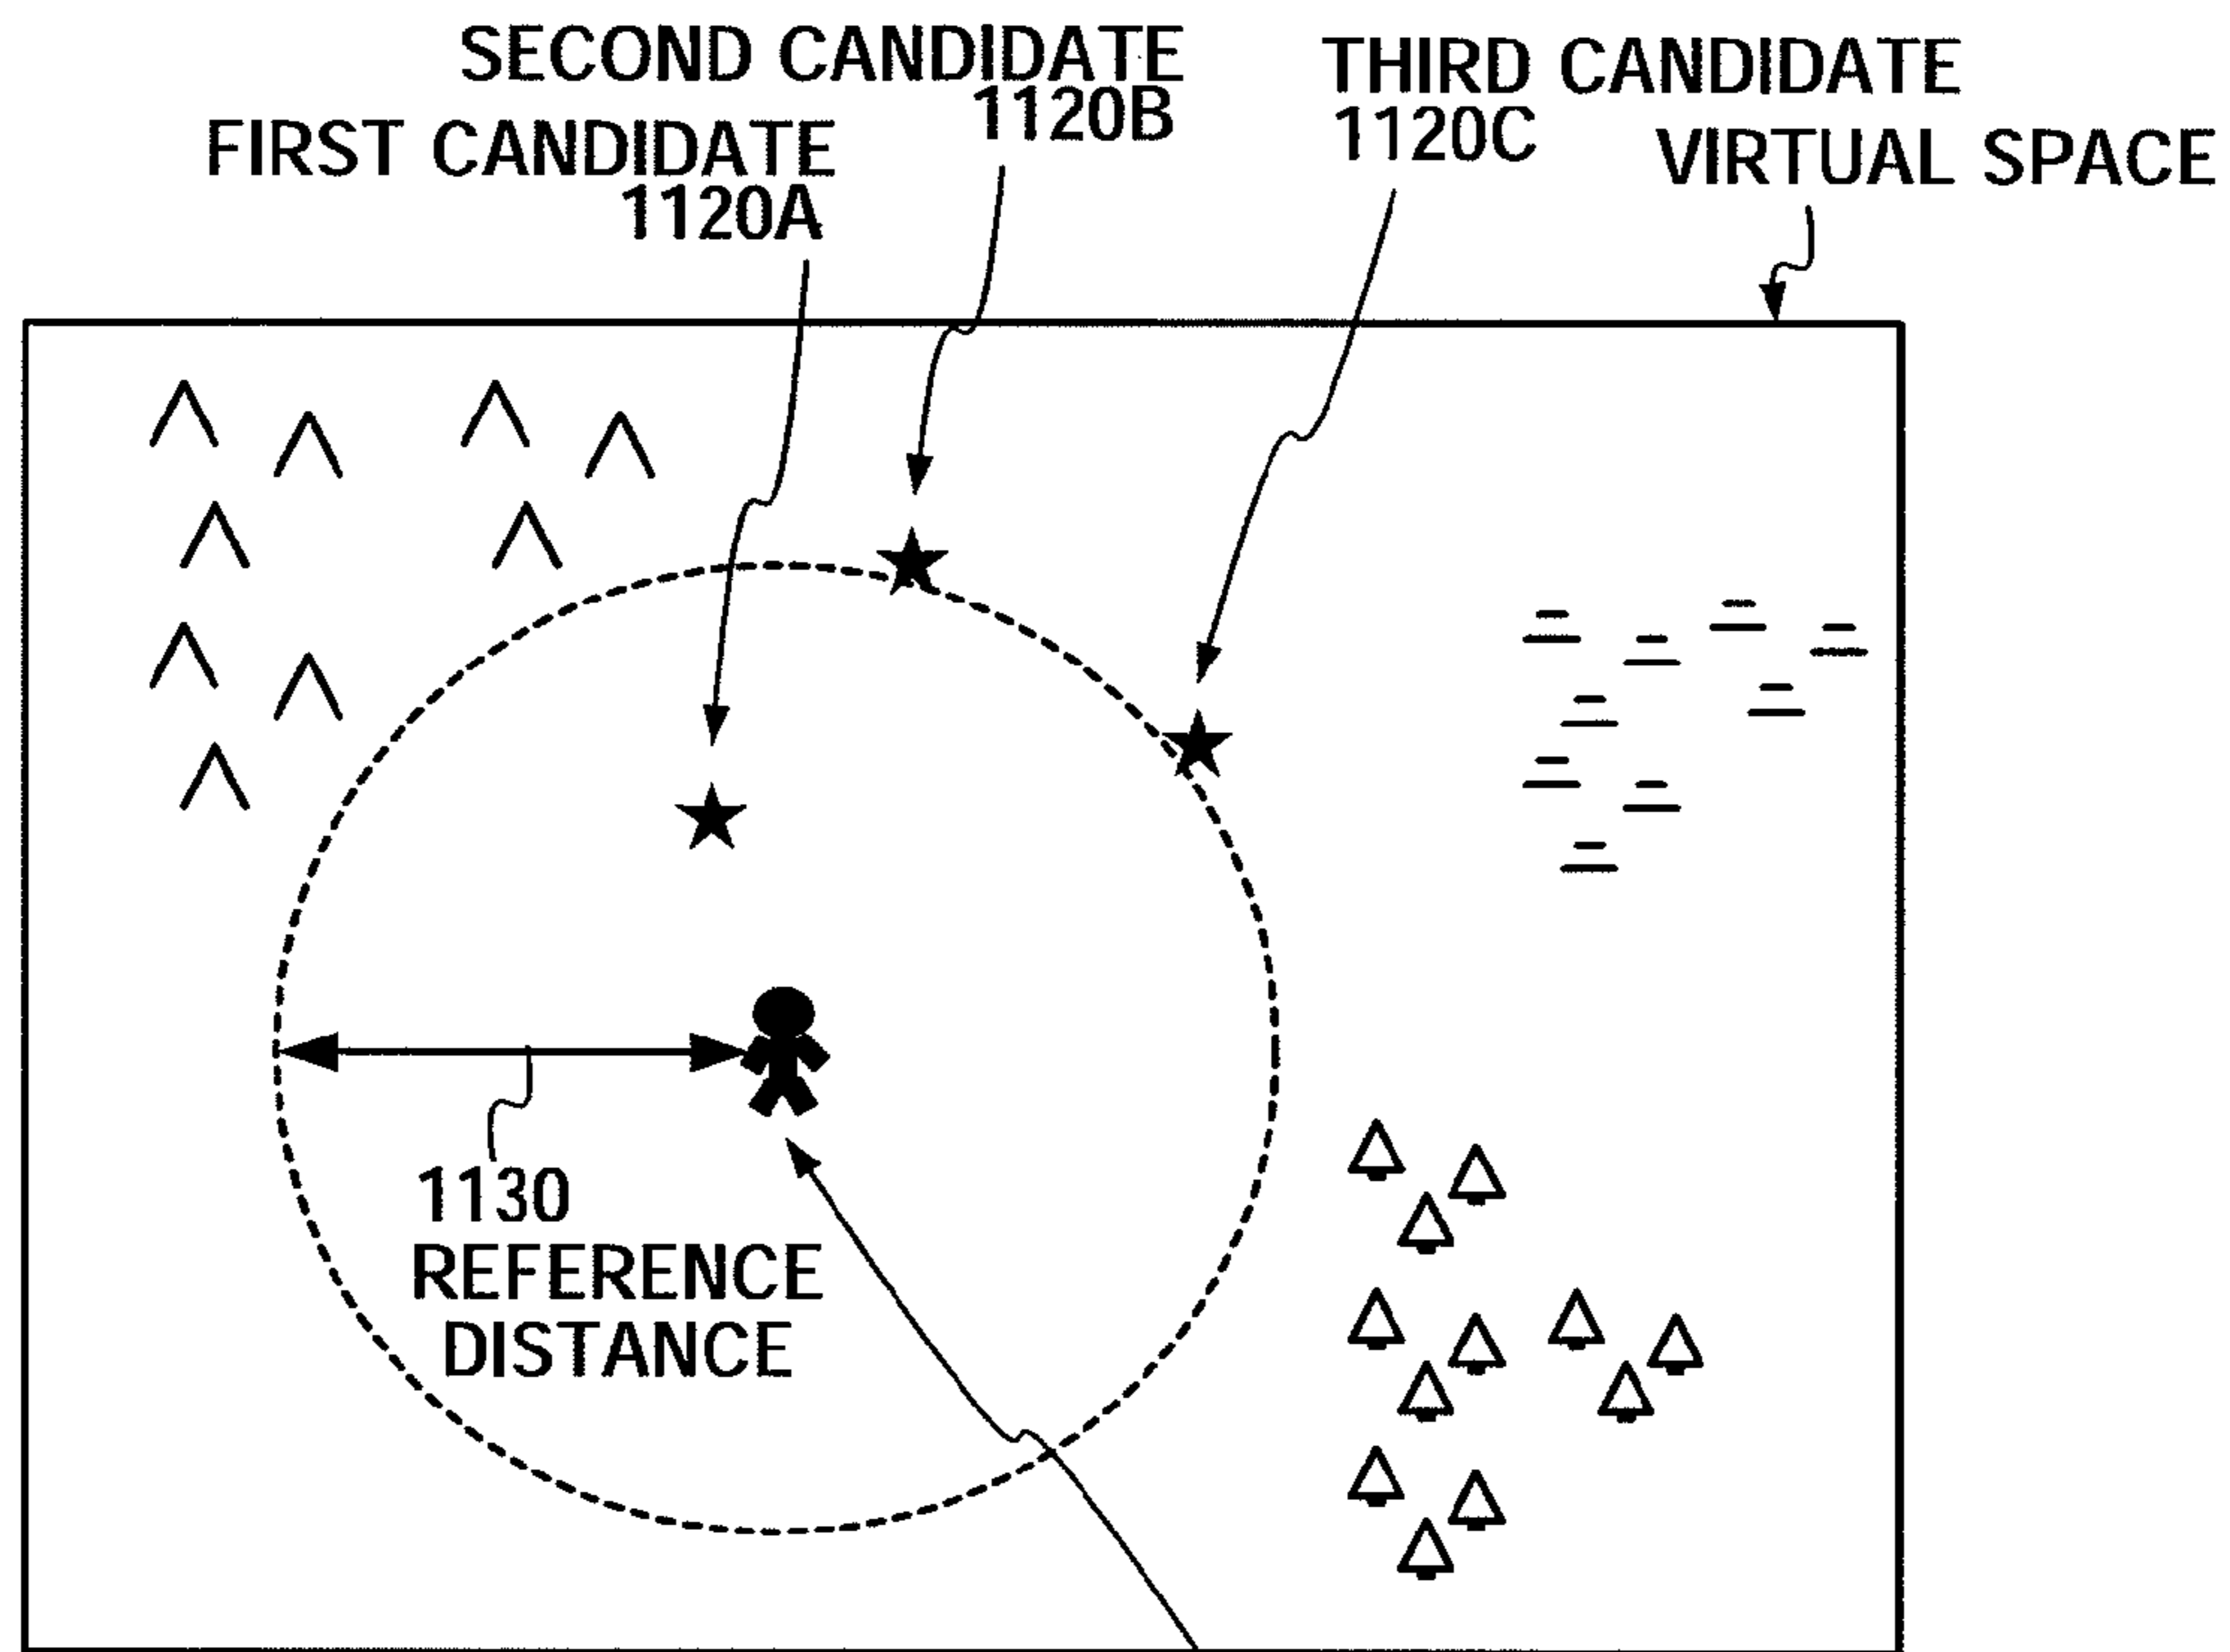 SECOND CANDIDATE
1120B
THIRD CANDIDATE
1120C
FIRST CANDIDATE
1120A
VIRTUAL SPACE
1130
REFERENCE
DISTANCE